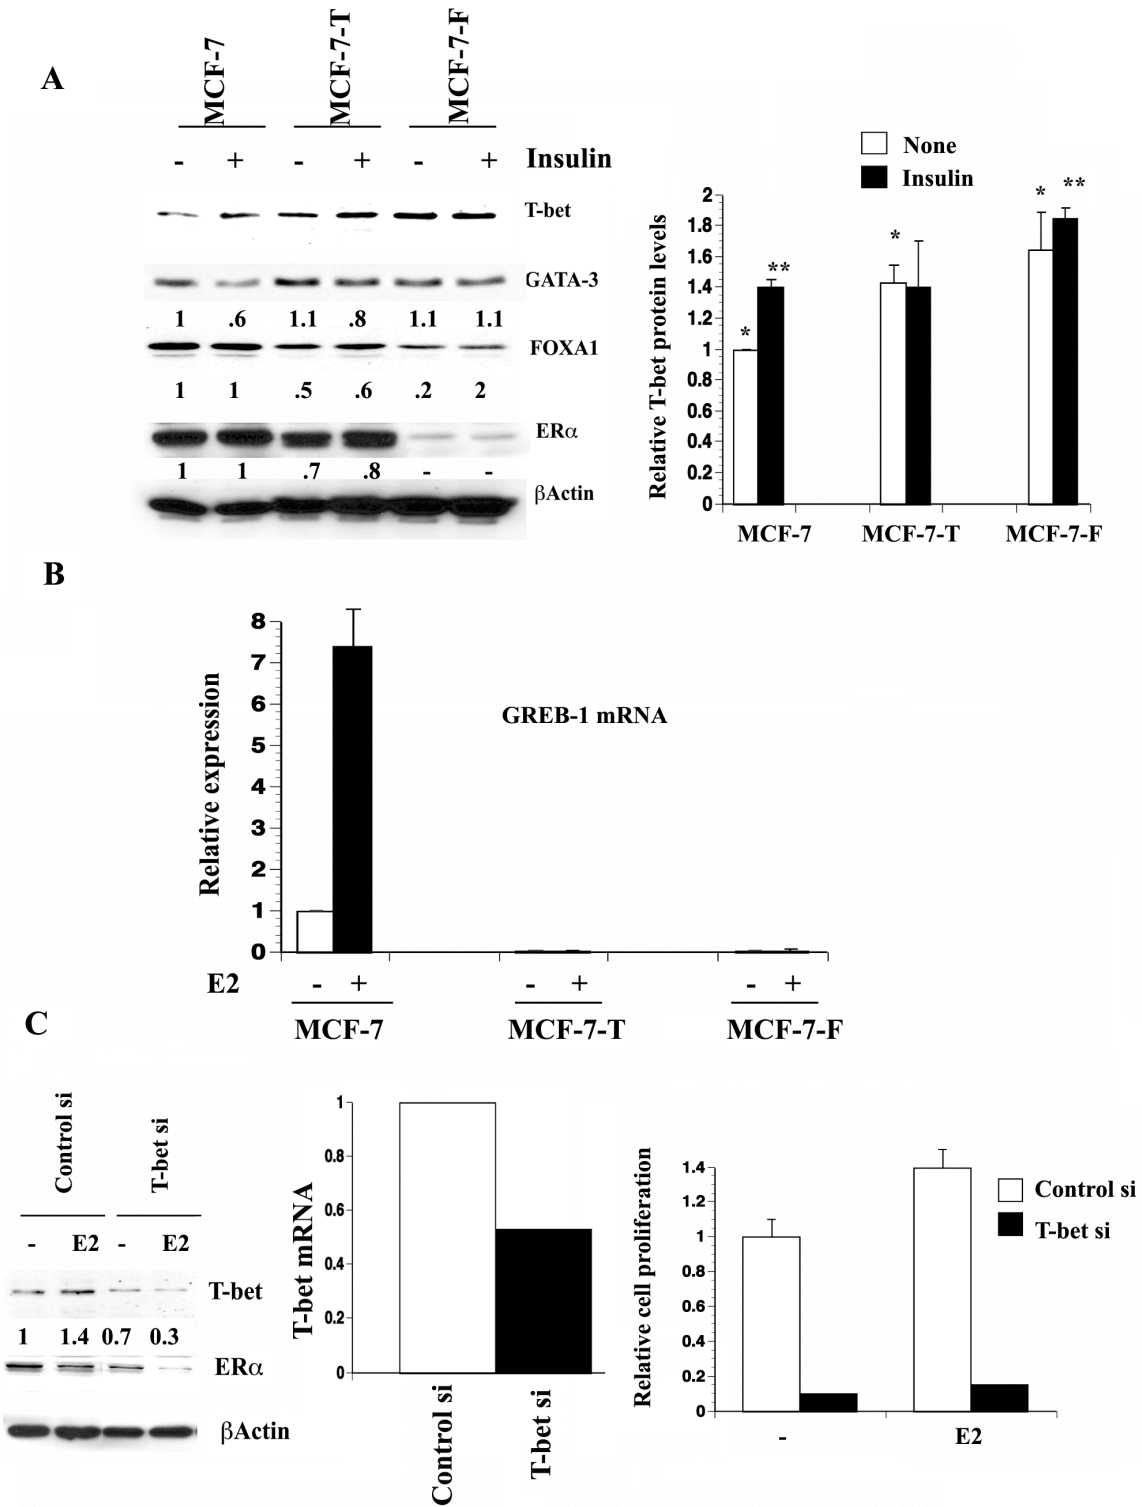 A
MCF-7
MCF-7-T
MCF-7-F
- + - + - + Insulin
T-bet
GATA-3
1 .6 1.1 .8 1.1 1.1
FOXA1
1 1 .5 .6 .2 2
ERα
1 1 .7 .8 - -
βActin
None
Insulin
Relative T-bet protein levels
2
1.8
1.6
1.4
1.2
1
0.8
0.6
0.4
0.2
0
* **
*
* **
MCF-7 MCF-7-T MCF-7-F
B
Relative expression
8
7
6
5
4
3
2
1
0
GREB-1 mRNA
E2 - + - + - +
MCF-7 MCF-7-T MCF-7-F
C
Control si
T-bet si
- E2 - E2
T-bet
1 1.4 0.7 0.3
ERα
βActin
T-bet mRNA
1
0.8
0.6
0.4
0.2
0
Control si
T-bet si
Relative cell proliferation
1.4
1.2
1
0.8
0.6
0.4
0.2
0
- E2
Control si
T-bet si